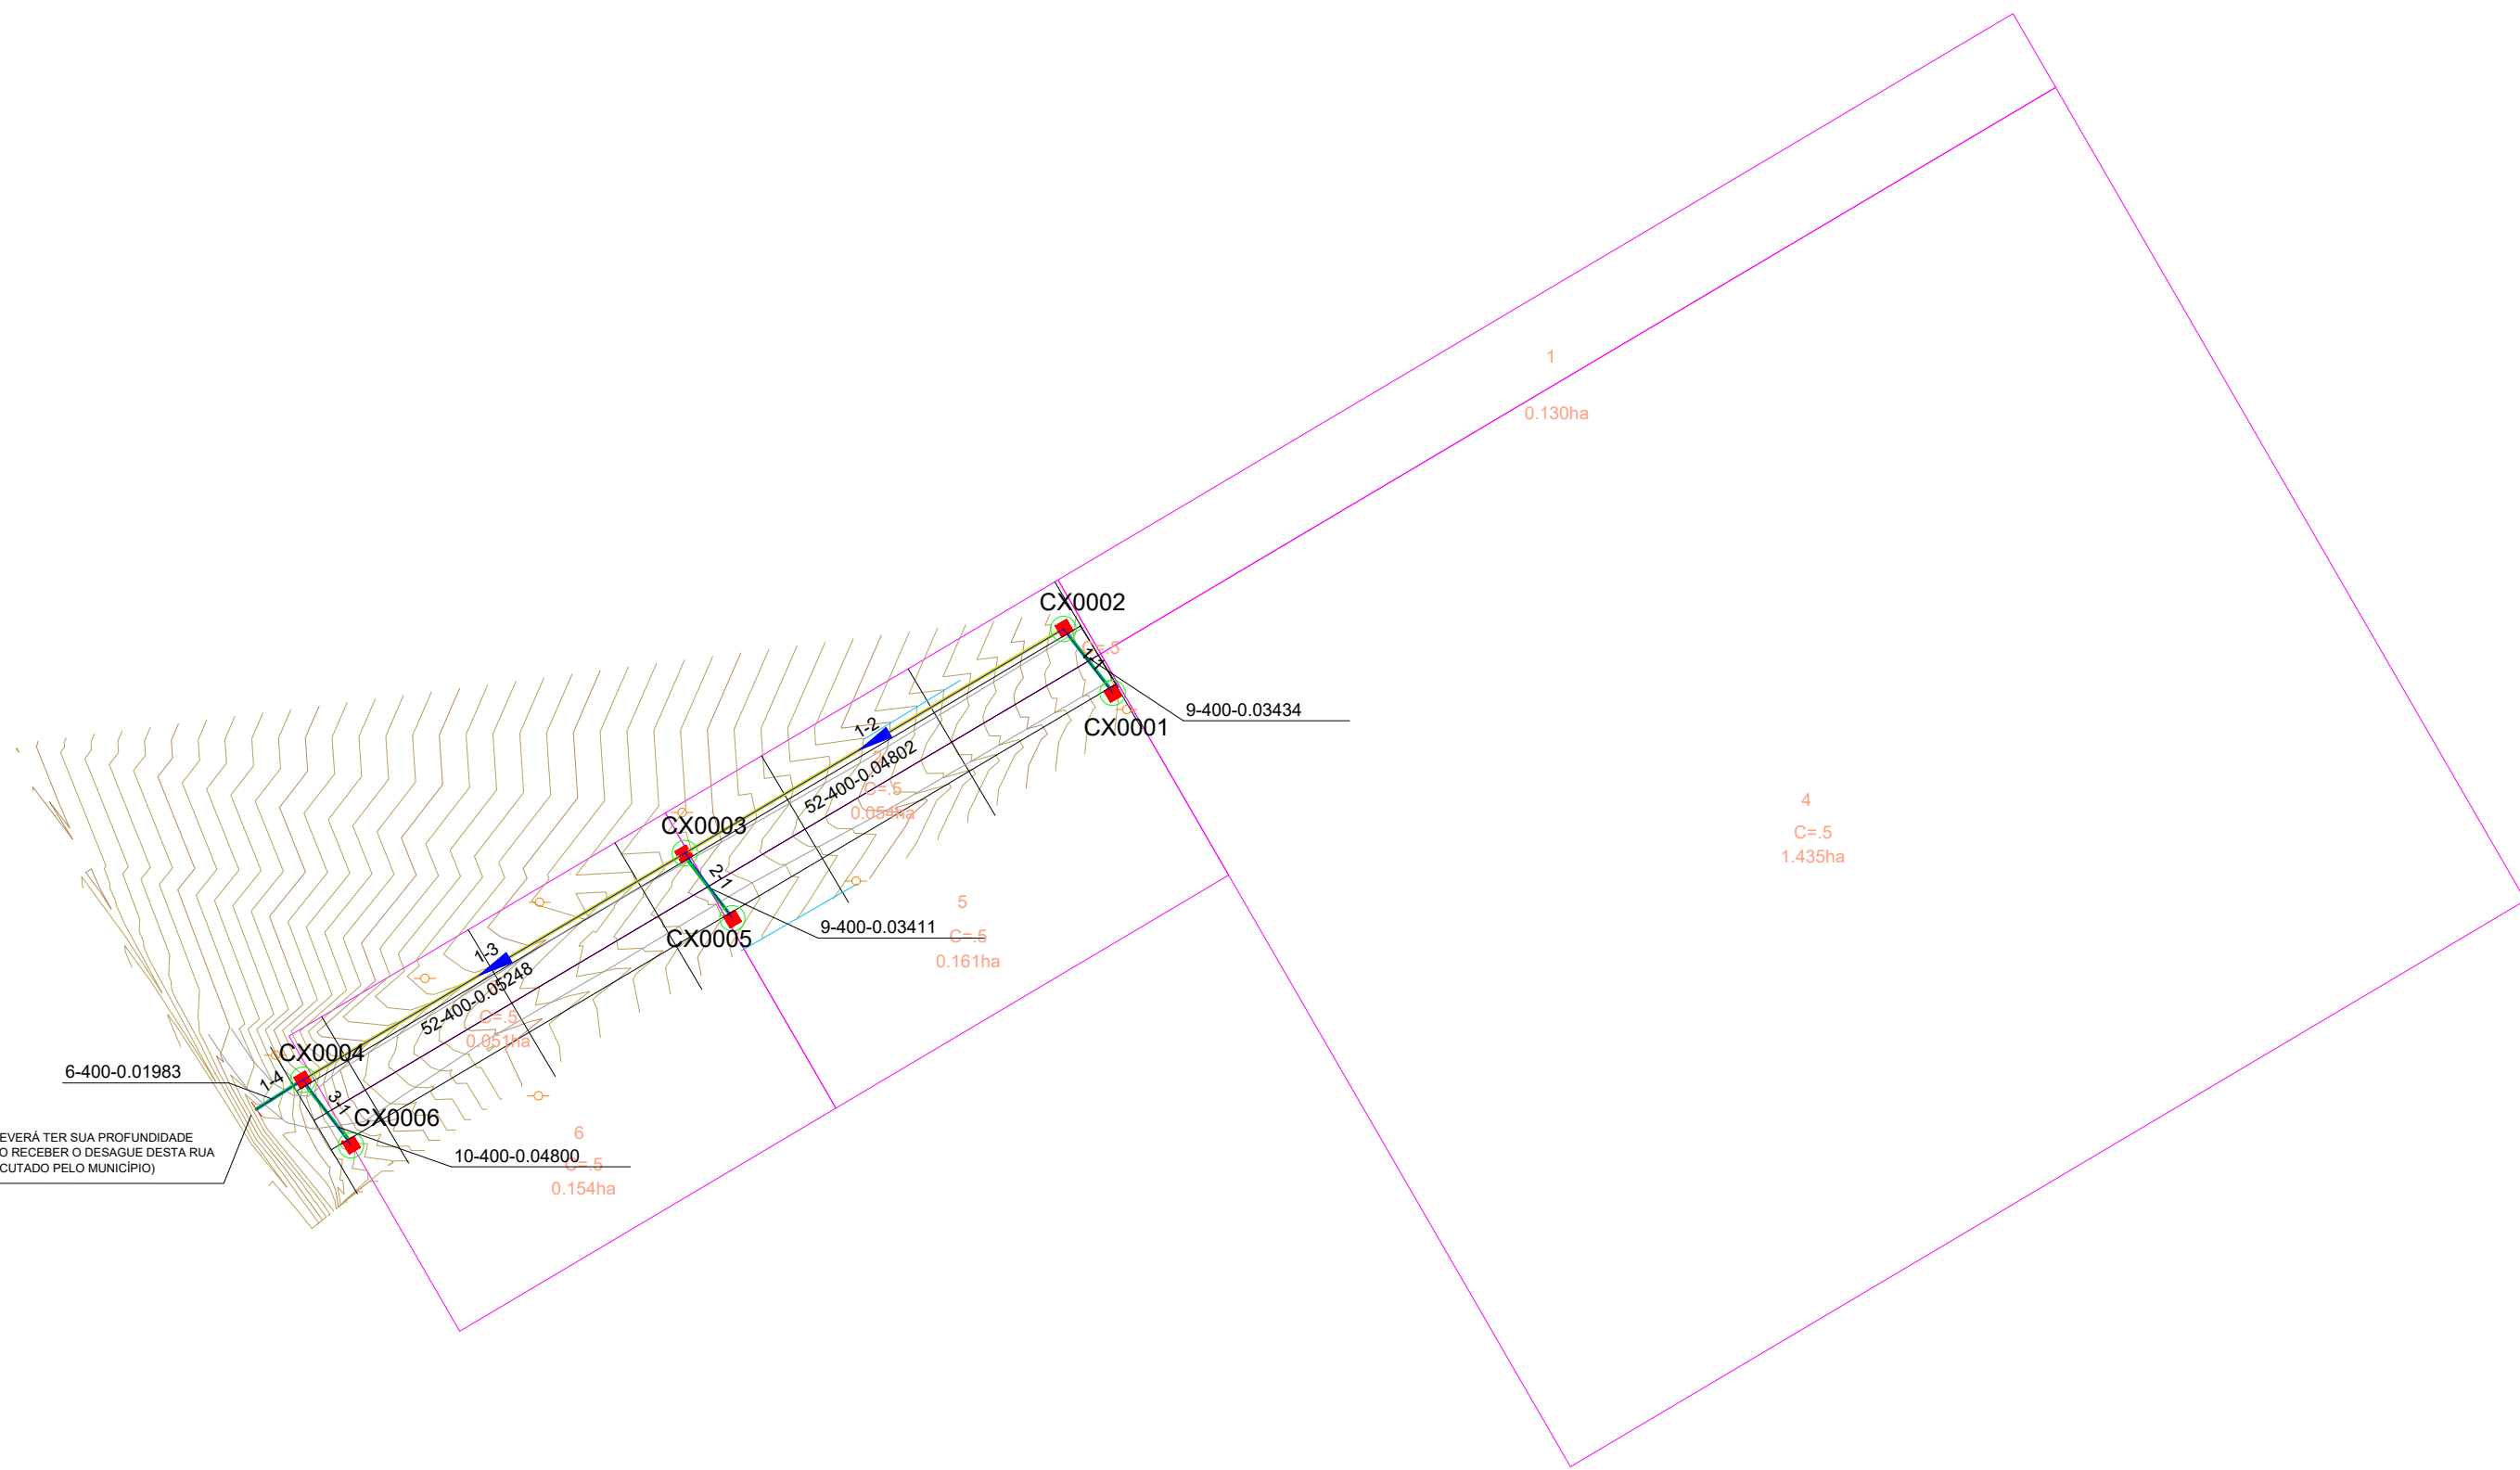 1
0.130ha
CX0002
C=.5
1-1
9-400-0.03434
CX0001
1-2
52-400-0.04802
C=.5
0.054ha
4
C=.5
1.435ha
CX0003
2-1
9-400-0.03411
CX0005
5
C=.5
0.161ha
1-3
52-400-0.05248
C=.5
0.051ha
CX0004
6-400-0.01983
1-4
3-1
CX0006
10-400-0.04800
6
C=.5
0.154ha
EVERÁ TER SUA PROFUNDIDADE
O RECEBER O DESAGUE DESTA RUA
CUTADO PELO MUNICÍPIO)